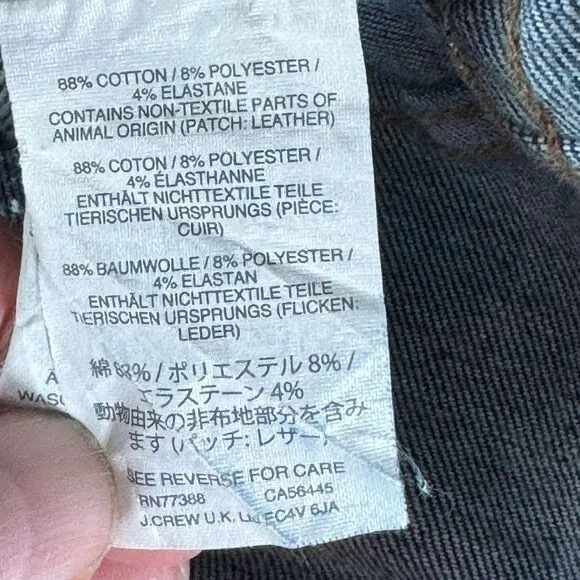 88% COTTON / 8% POLYESTER /
4% ELASTANE
CONTAINS NON-TEXTILE PARTS OF
ANIMAL ORIGIN (PATCH: LEATHER)
88% COTON / 8% POLYESTER /
4% ÉLASTHANNE
ENTHÄLT NICHTTEXTILE TEILE
TIERISCHEN URSPRUNGS (PIÈCE:
CUIR)
88% BAUMWOLLE / 8% POLYESTER /
4% ELASTAN
ENTHÄLT NICHTTEXTILE TEILE
TIERISCHEN URSPRUNGS (FLICKEN:
LEDER)
綿 88% / ポリエステル 8% /
エラステーン 4%
動物由来の非布地部分を含み
ます (パッチ: レザー)
SEE REVERSE FOR CARE
RN77388 CA56445
J.CREW U.K. EC4V 6JA